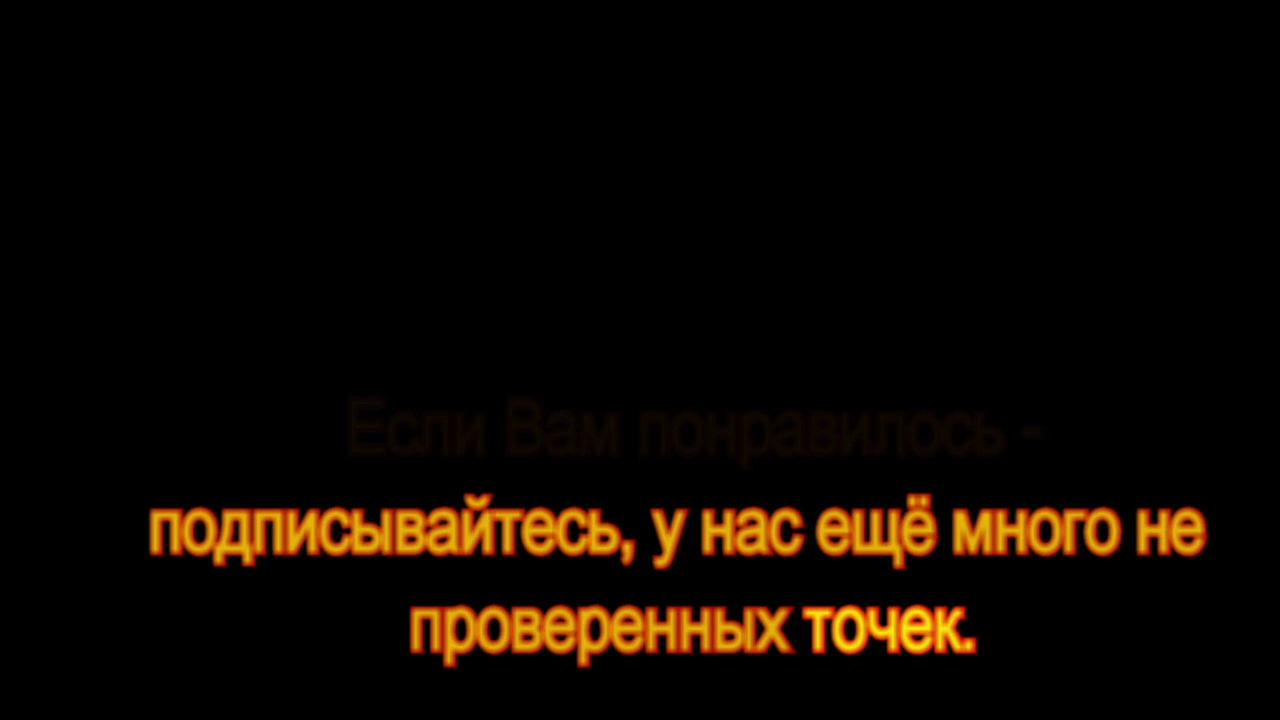 Если Вам понравилось -
подписывайтесь, у нас ещё много не
проверенных точек.